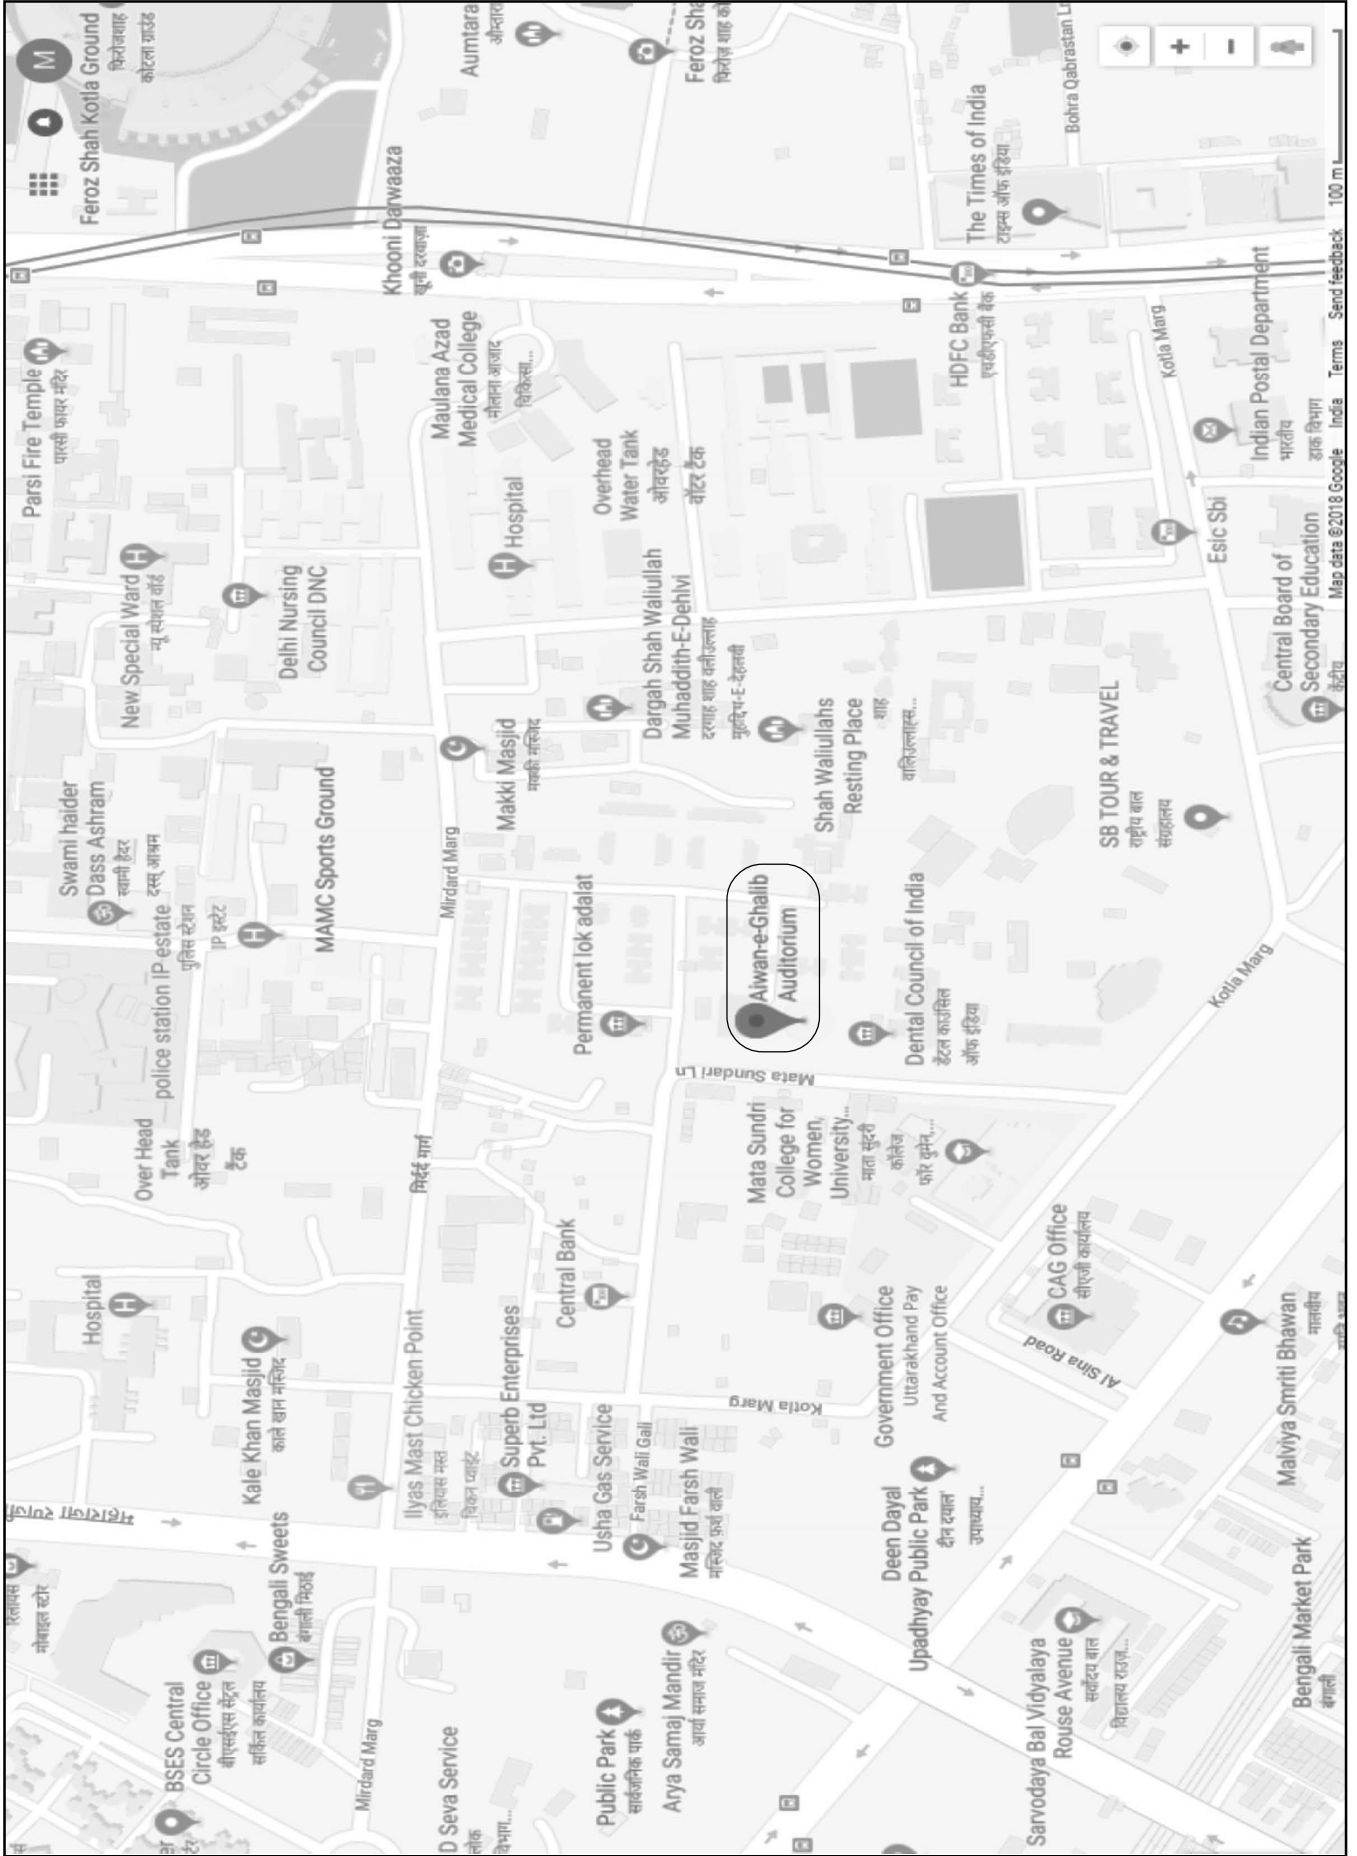 BSES Central
Circle Office
बीएसईएस सेंट्रल
सर्किल कार्यालय
मोबाइल स्टोर
Bengali Sweets
बंगाली मिठाई
Mirdard Marg
D Seva Service
Public Park
सार्वजनिक पार्क
Arya Samaj Mandir
आर्या समाज मंदिर
Sarvodaya Bal Vidyalaya
Rouse Avenue
सर्वोदय बाल
विद्यालय राउज़...
Bengali Market Park
बंगाली
Hospital
Kale Khan Masjid
काले खान मस्जिद
Ilyas Mast Chicken Point
इलियास मस्त
चिकन प्वाइंट
Superb Enterprises
Pvt. Ltd
Usha Gas Service
Farsh Wali Gali
Masjid Farsh Wali
मस्जिद फर्श वाली
Central Bank
Kotla Marg
Government Office
Uttarakhand Pay
And Account Office
Deen Dayal
Upadhyay Public Park
दीन दयाल
उपाध्याय...
Al Sina Road
CAG Office
सीएजी कार्यालय
Malviya Smriti Bhawan
मालवीय
Over Head
Tank
ओवर हेड
टैंक
police station IP estate
पुलिस स्टेशन
IP इस्टेट
Swami haider
Dass Ashram
स्वामी हैदर
दस्स् आश्रम
MAMC Sports Ground
मिर्दर्द मार्ग
Mirdard Marg
Permanent lok adalat
Mata Sundari Ln
Aiwan-e-Ghalib
Auditorium
Mata Sundri
College for
Women,
University...
माता सुंदरी
कॉलेज
फॉर वुमेन,...
Dental Council of India
डेंटल काउंसिल
ऑफ इंडिया
Kotla Marg
New Special Ward
न्यू स्पेशल वॉर्ड
Delhi Nursing
Council DNC
Makki Masjid
मक्की मस्जिद
Dargah Shah Waliullah
Muhaddith-E-Dehlvi
दरगाह शाह वलीउल्लाह
मुहद्दिथ-E-देहलवी
Shah Waliullahs
Resting Place
शाह
वालिउल्लाह्स...
SB TOUR & TRAVEL
राष्ट्रीय बाल
संग्रहालय
Central Board of
Secondary Education
केंद्रीय
Parsi Fire Temple
पारसी फायर मंदिर
Maulana Azad
Medical College
मौलाना आजाद
चिकित्सा...
Hospital
Overhead
Water Tank
ओवरहेड
वॉटर टैंक
HDFC Bank
एचडीएफसी बैंक
Esic Sbi
Kotla Marg
Indian Postal Department
भारतीय
डाक विभाग
M
Feroz Shah Kotla Ground
फिरोजशाह
कोटला ग्राउंड
Khooni Darwaaza
खूनी दरवाज़ा
Aumtara
औमतारा
Feroz Sha
फिरोज़ शाह को
The Times of India
टाइम्स ऑफ इंडिया
Bohra Qabrastan Ln
Map data ©2018 Google India Terms Send feedback 100 m